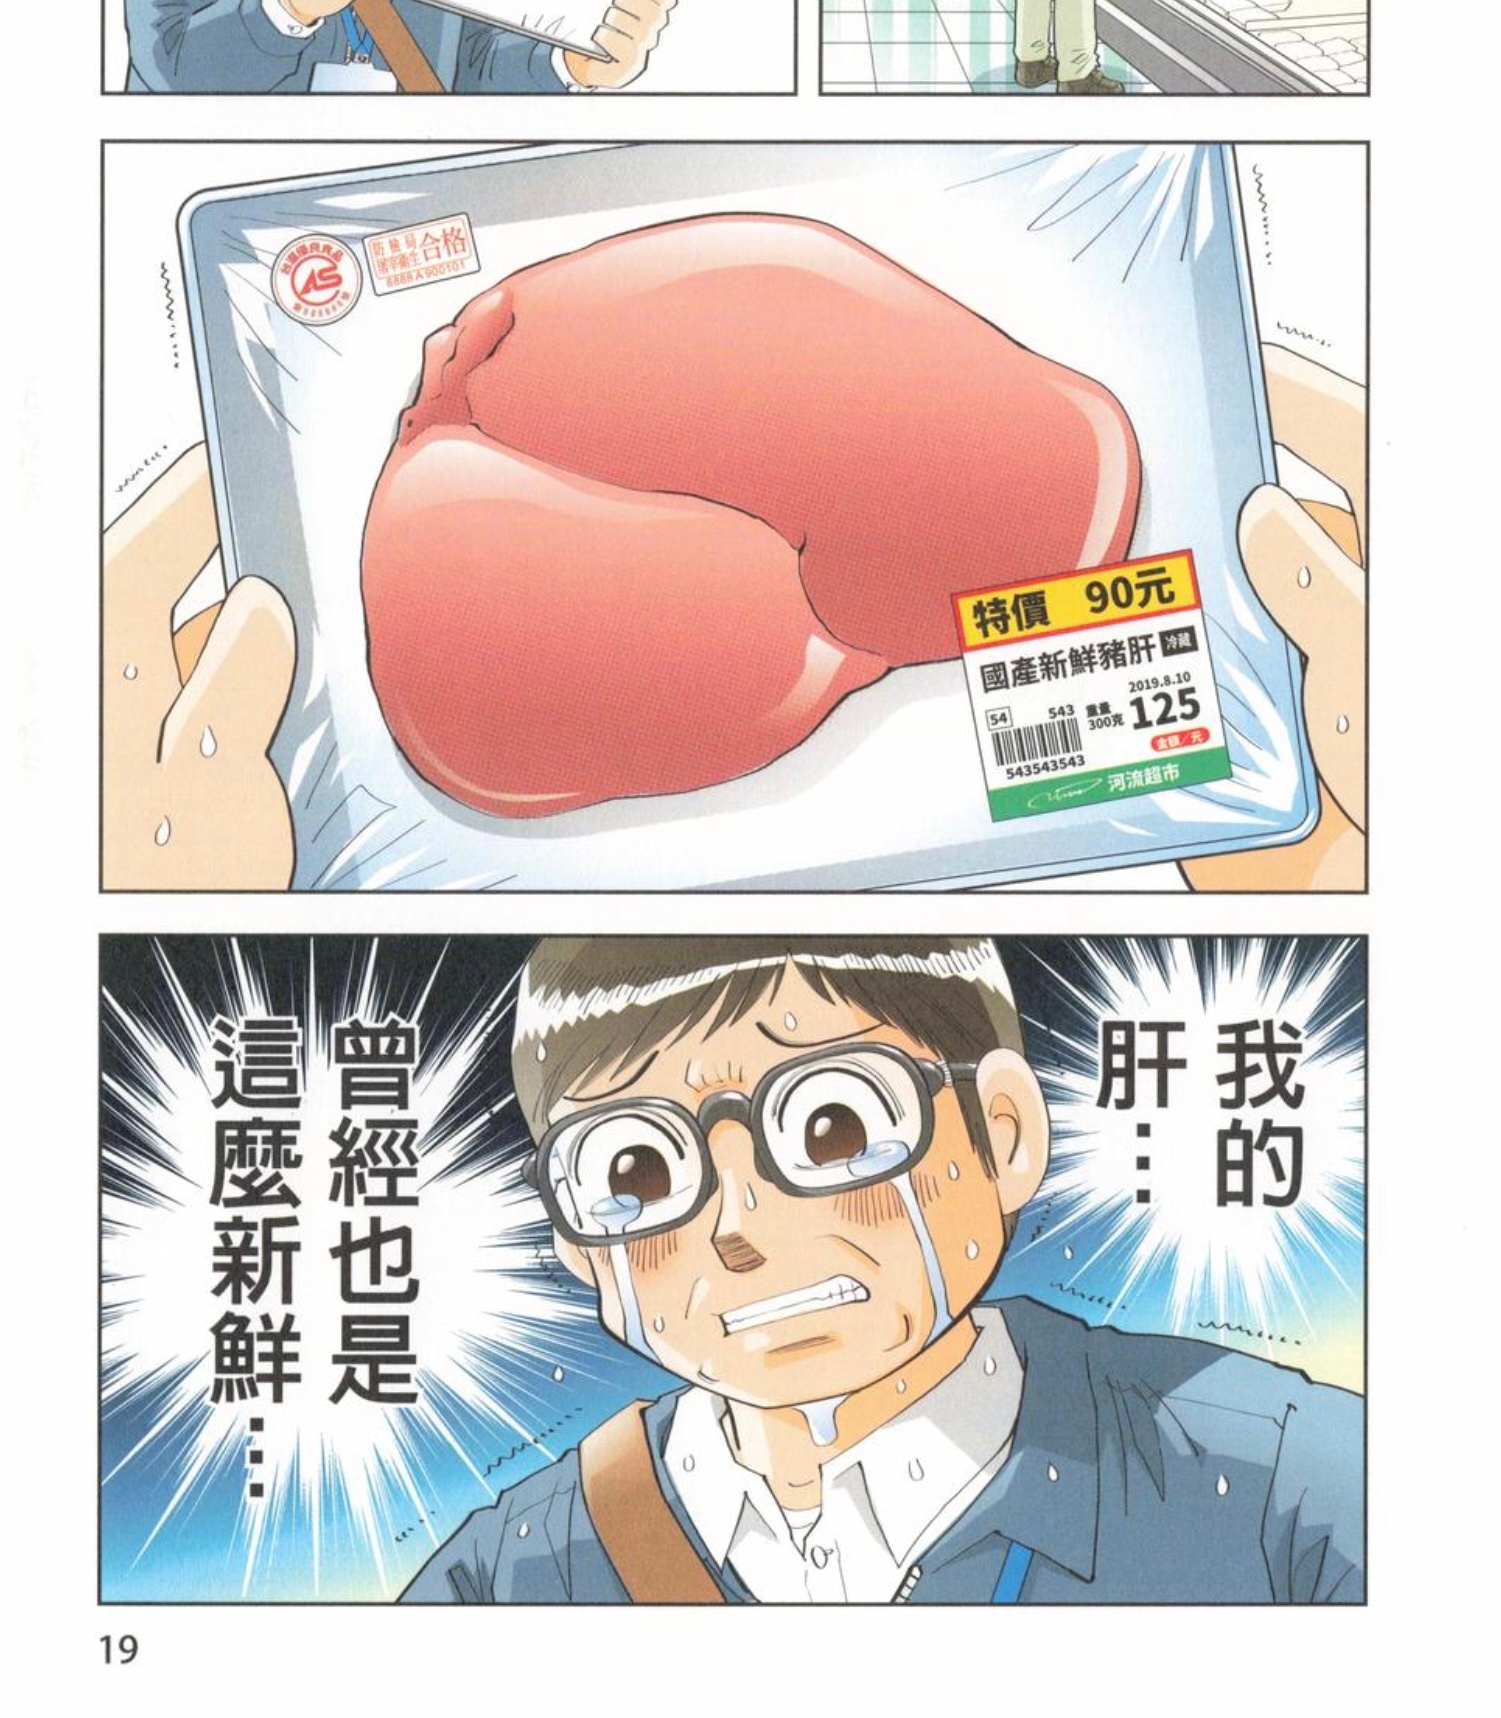 台灣優良食品
防檢局
屠宰衛生
合格
8888A900101
特價 90元
國產新鮮豬肝 冷藏
2019.8.10
54
543
重量
300克
125
543543543
金額/元
河流超市
我的
肝…
曾經也是
這麼新鮮…
19